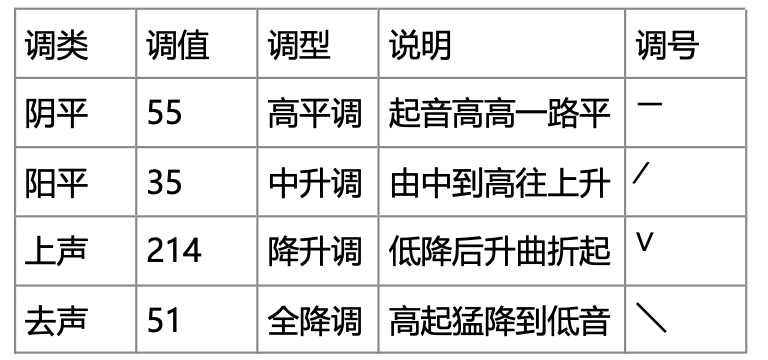 调类 调值 调型 说明 调号
阴平 55 高平调 起音高高一路平 ー
阳平 35 中升调 由中到高往上升 ˊ
上声 214 降升调 低降后升曲折起 ˇ
去声 51 全降调 高起猛降到低音 ˋ